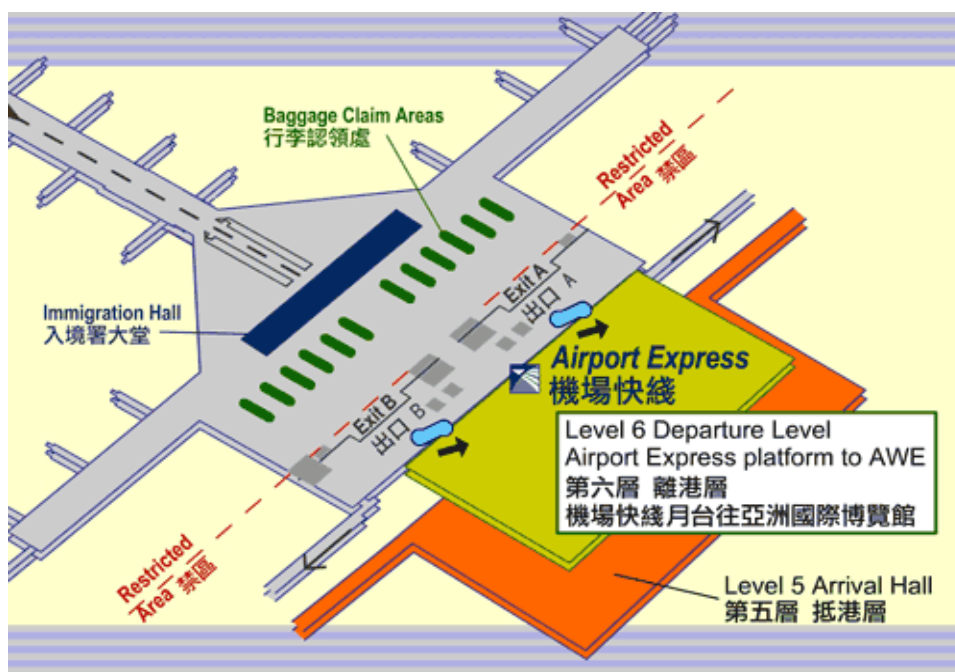 Baggage Claim Areas
行李認領處
Restricted
Area 禁區
Exit A
出口 A
Immigration Hall
入境署大堂
Airport Express
機場快綫
Exit B
出口 B
Level 6 Departure Level
Airport Express platform to AWE
第六層 離港層
機場快綫月台往亞洲國際博覽館
Restricted
Area 禁區
Level 5 Arrival Hall
第五層 抵港層